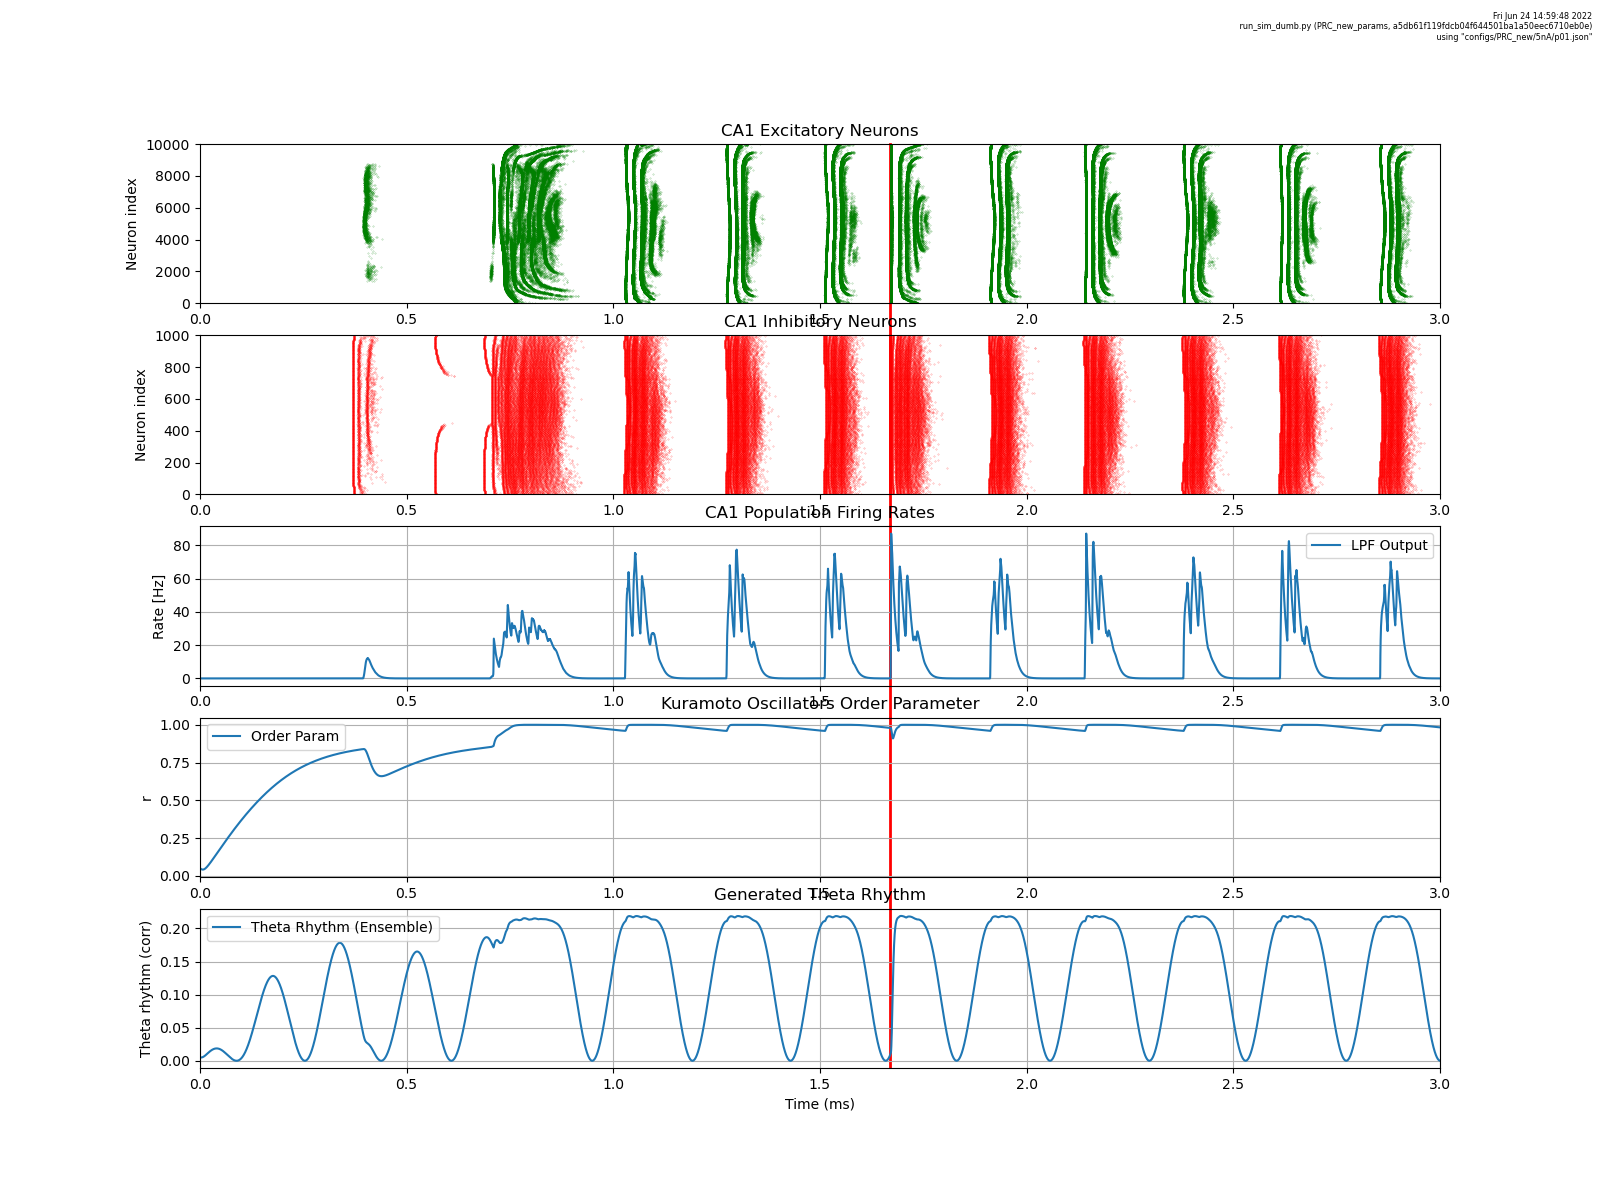 Fri Jun 24 14:59:48 2022
run_sim_dumb.py (PRC_new_params, a5db61f119fdcb04f644501ba1a50eec6710eb0e)
using "configs/PRC_new/5nA/p01.json"
CA1 Excitatory Neurons
Neuron index
10000
8000
6000
4000
2000
0
0.0 0.5 1.0 1.5 2.0 2.5 3.0
CA1 Inhibitory Neurons
Neuron index
1000
800
600
400
200
0
0.0 0.5 1.0 1.5 2.0 2.5 3.0
CA1 Population Firing Rates
Rate [Hz]
80
60
40
20
0
LPF Output
0.0 0.5 1.0 1.5 2.0 2.5 3.0
Kuramoto Oscillators Order Parameter
r
1.00
0.75
0.50
0.25
0.00
Order Param
0.0 0.5 1.0 1.5 2.0 2.5 3.0
Generated Theta Rhythm
Theta rhythm (corr)
0.20
0.15
0.10
0.05
0.00
Theta Rhythm (Ensemble)
0.0 0.5 1.0 1.5 2.0 2.5 3.0
Time (ms)